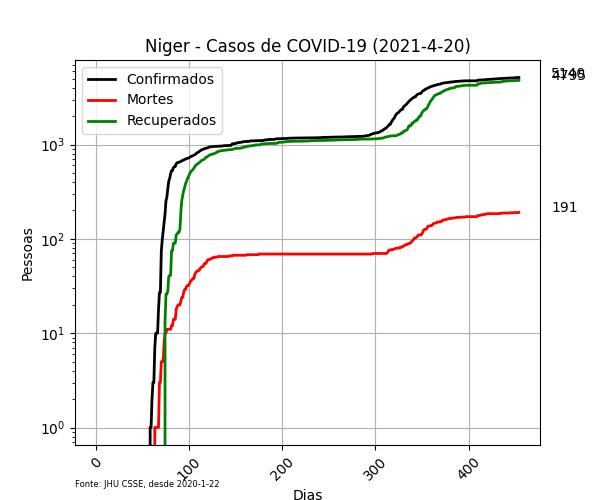 Niger - Casos de COVID-19 (2021-4-20)
Confirmados
Mortes
Recuperados
4795
191
Pessoas
10³
10²
10¹
10⁰
0
100
200
300
400
Dias
Fonte: JHU CSSE, desde 2020-1-22